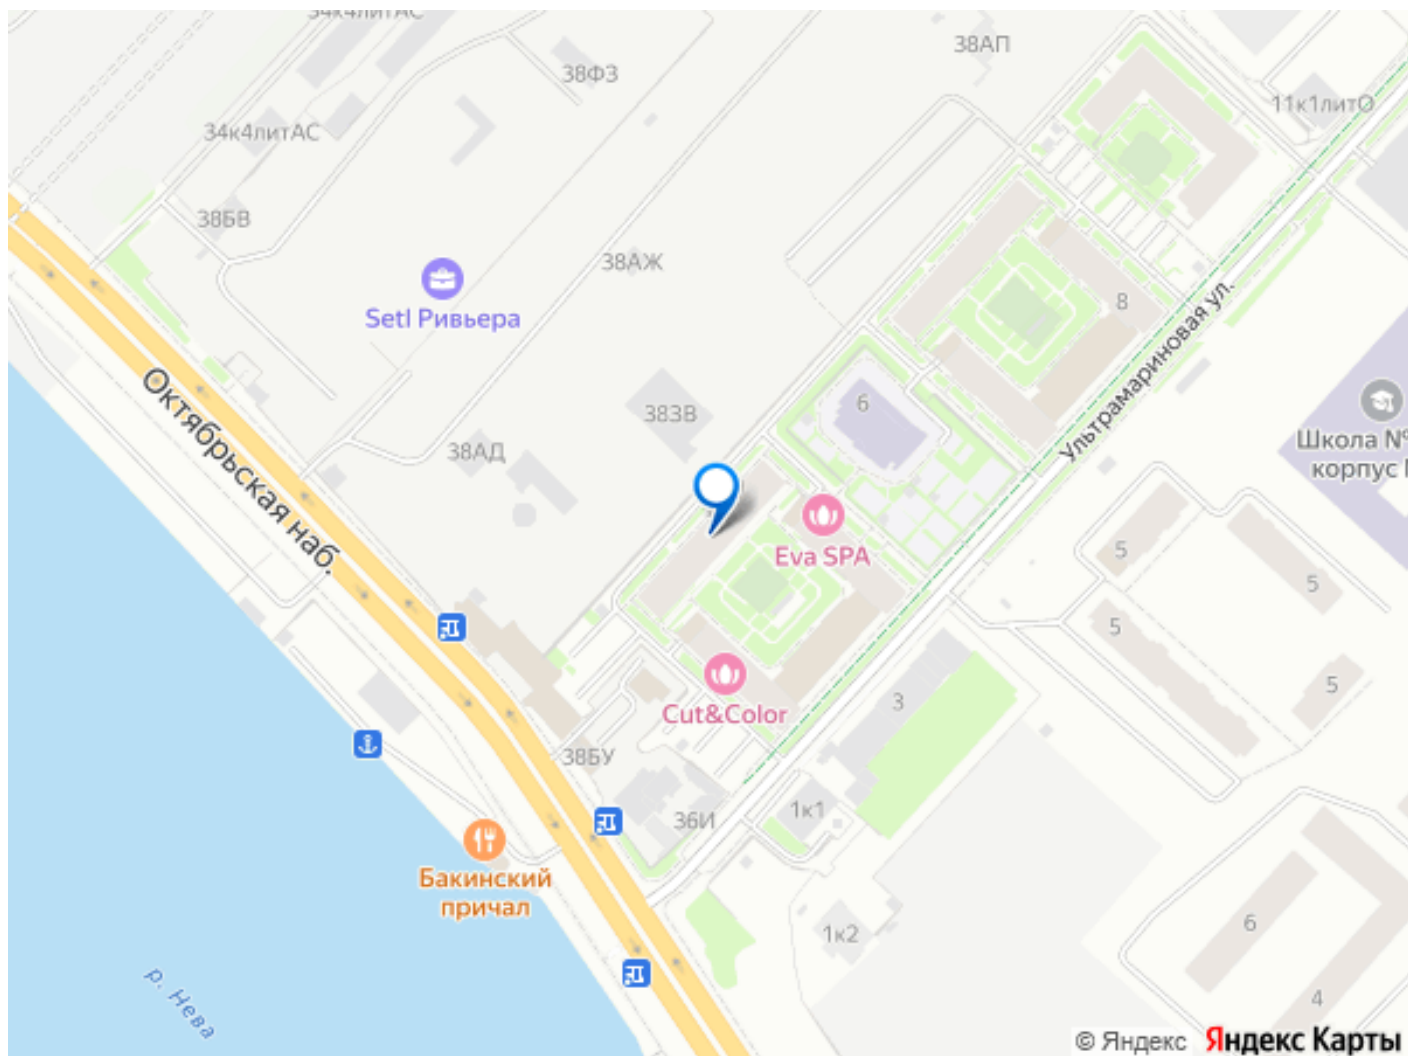 34к4литАС
38АП
38ФЗ
11к1литО
34к4литАС
38БВ
38АЖ
Setl Ривьера
8
Ультрамариновая ул.
Октябрьская наб.
6
383В
Школа №
корпус
38АД
Eva SPA
5
5
5
5
Cut&Color
3
38БУ
1к1
36И
Бакинский
причал
1к2
6
р. Нева
4
© Яндекс
Яндекс Карты